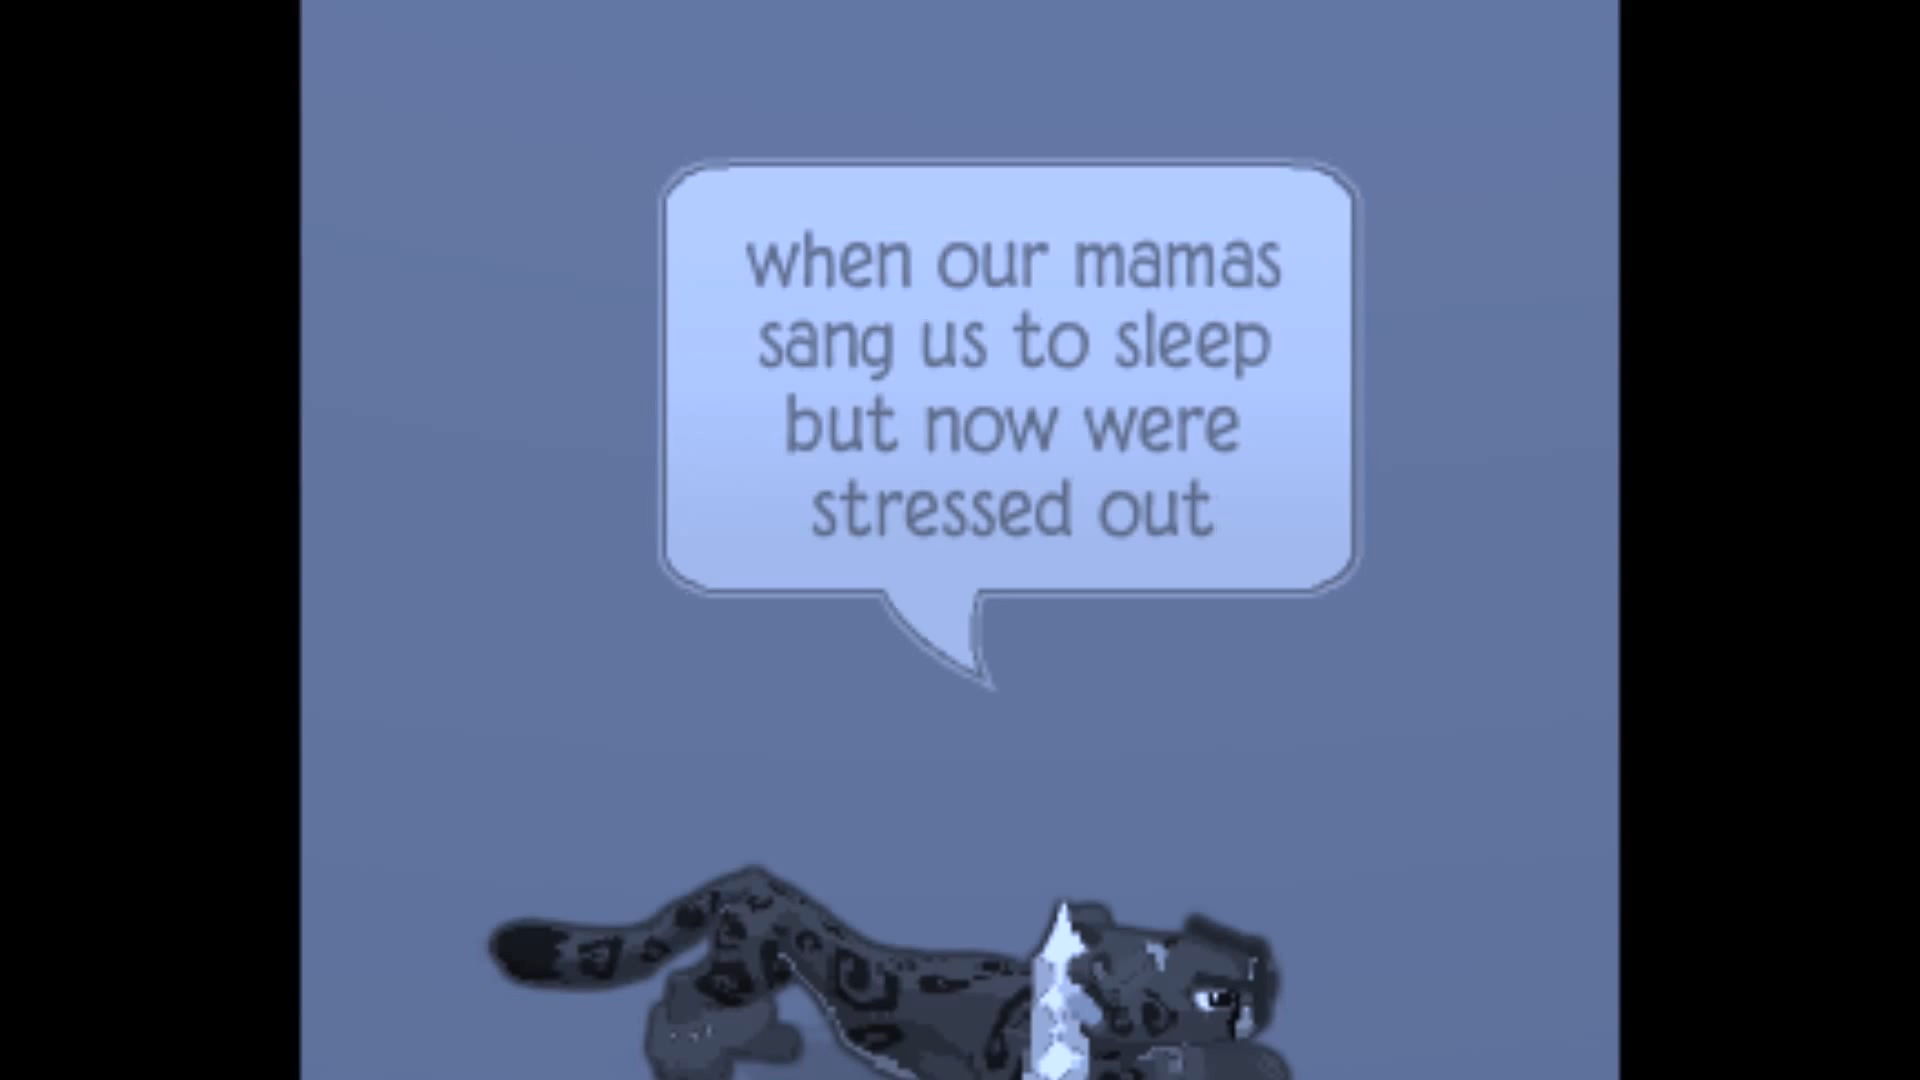 when our mamas
sang us to sleep
but now were
stressed out